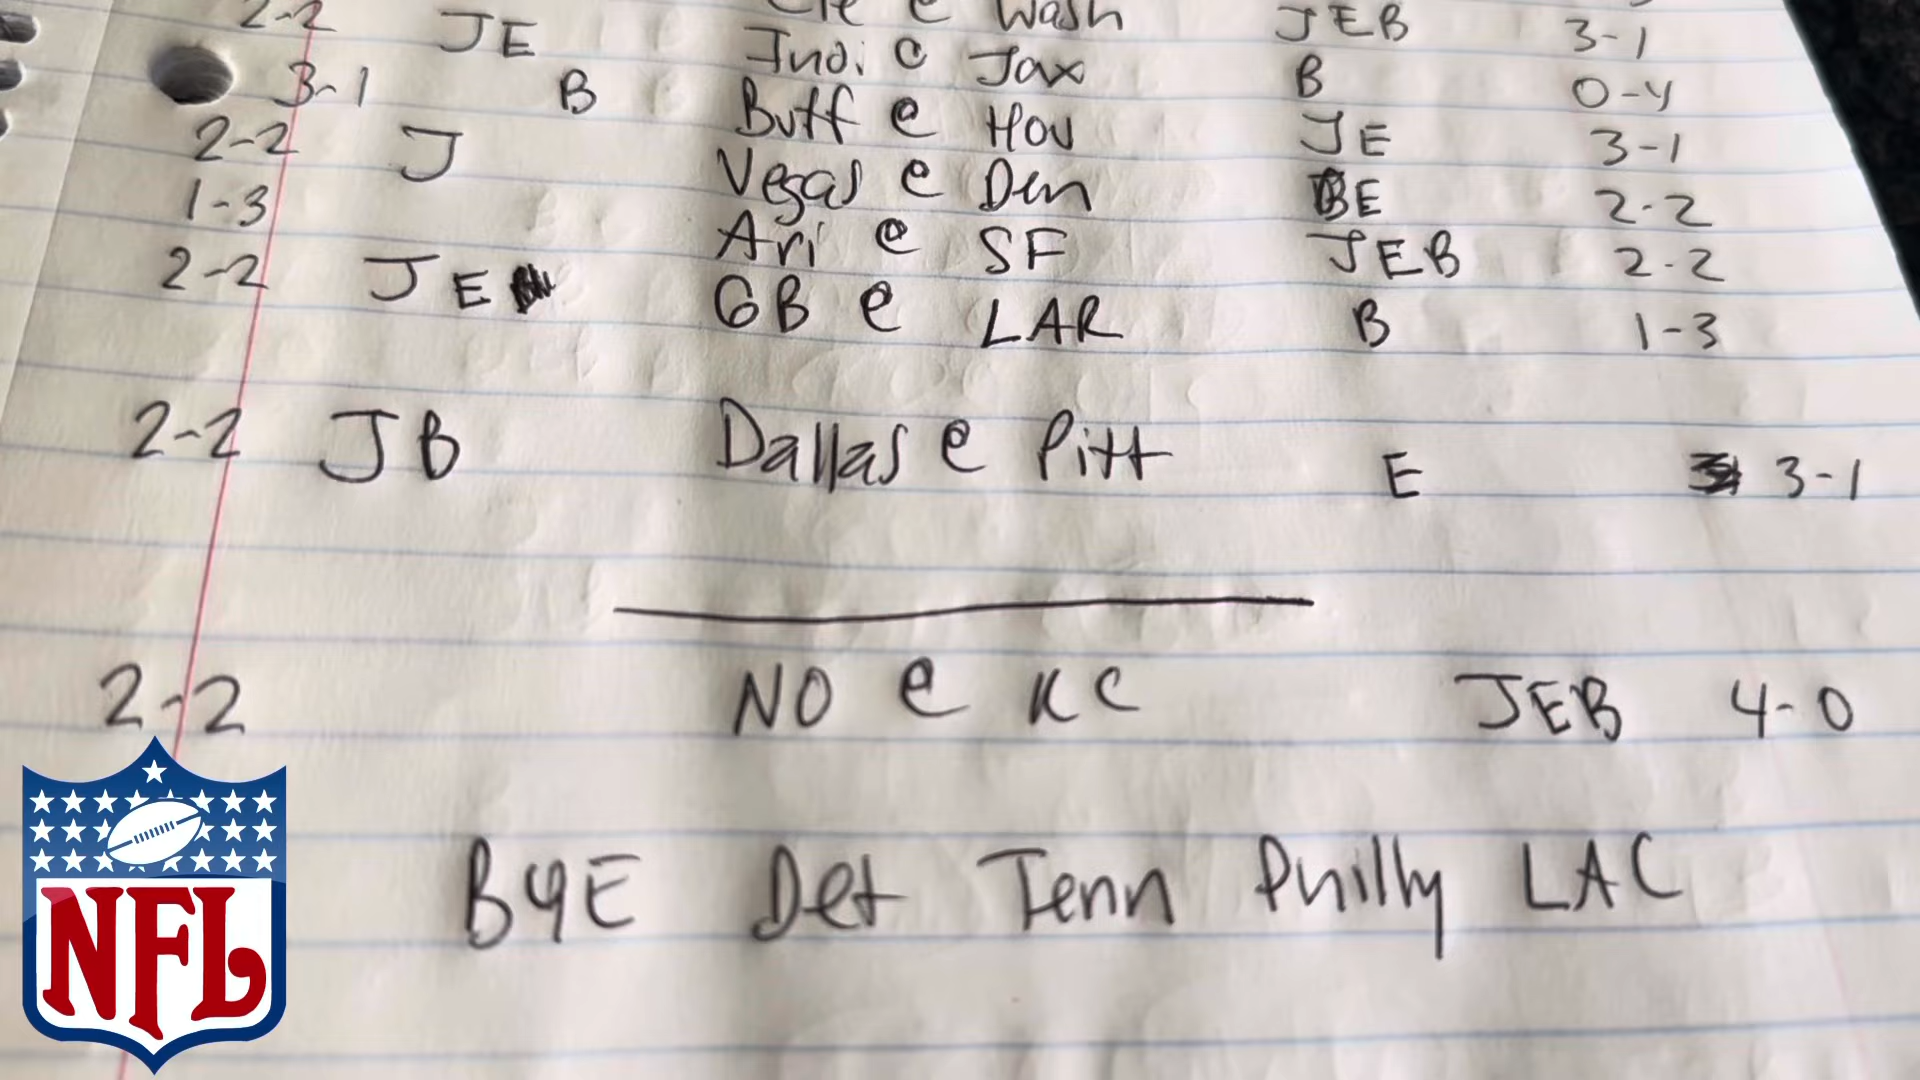 2-2 JE Cle @ Wash JEB 3-1
3-1 Ind. @ Jax B 0-4
2-2 B Buff @ Hou JE 3-1
1-3 J Vegas @ Den BE 2-2
Ari @ SF JEB 2-2
2-2 JE GB @ LAR B 1-3
2-2 JB Dallas @ Pitt E 3-1
2-2 NO @ KC JEB 4-0
BYE Det Tenn Philly LAC
NFL